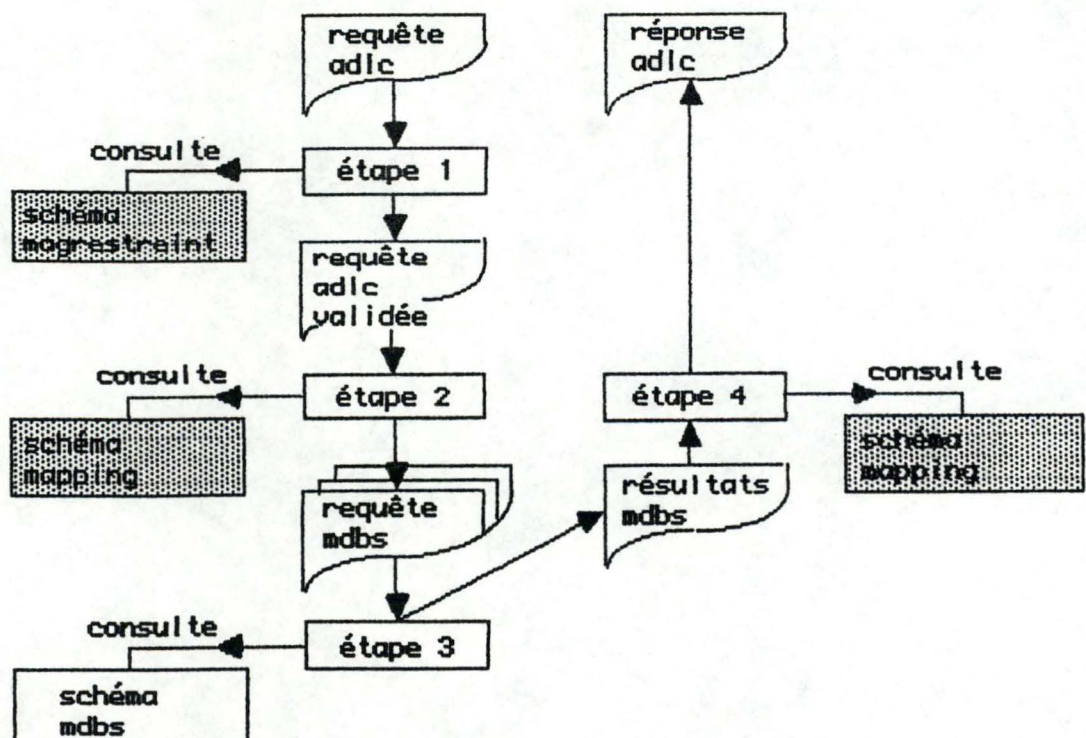 requête
adlc
réponse
adlc
consulte
étape 1
schéma
magrestreint
requête
adlc
validée
consulte
étape 2
étape 4
consulte
schéma
mapping
schéma
mapping
requête
mdbs
résultats
mdbs
consulte
étape 3
schéma
mdbs